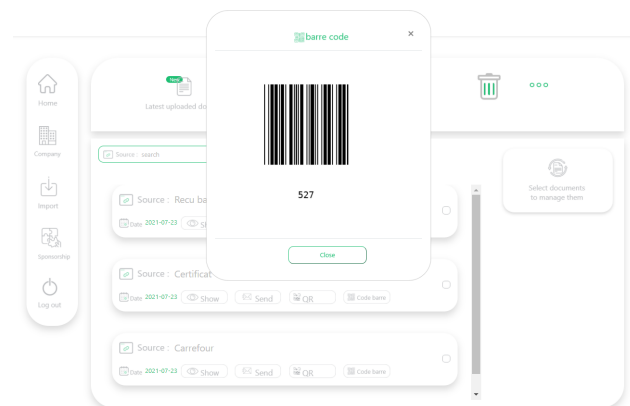 barre code
×
New
Latest uploaded do
Home
Company
Import
Sponsorship
Log out
Source : search
527
Close
Select documents
to manage them
Source : Recu ba
Date 2021-07-23
Source : Certificat
Date 2021-07-23 Show Send QR Code barre
Source : Carrefour
Date 2021-07-23 Show Send QR Code barre